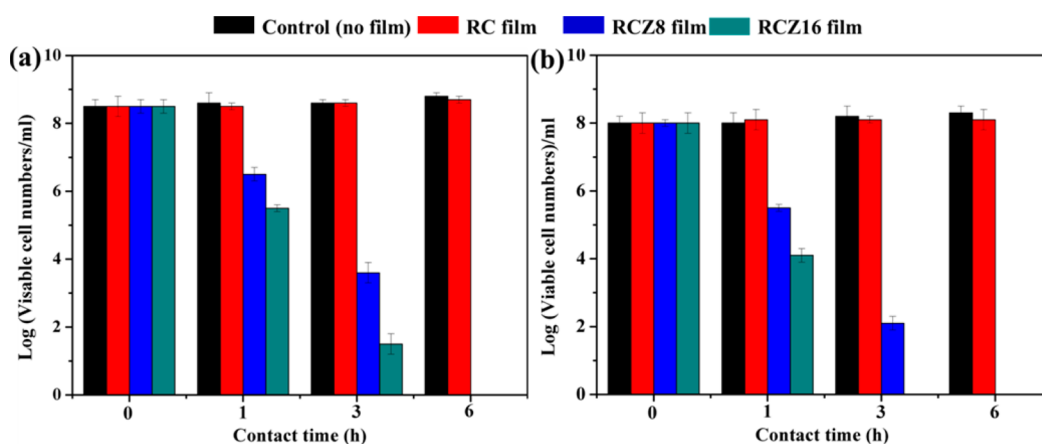 Control (no film) RC film RCZ8 film RCZ16 film
(a)
10
8
6
4
2
0
Log (Visable cell numbers/ml)
0 1 3 6
Contact time (h)
(b)
10
8
6
4
2
0
Log (Viable cell numbers)/ml
0 1 3 6
Contact time (h)